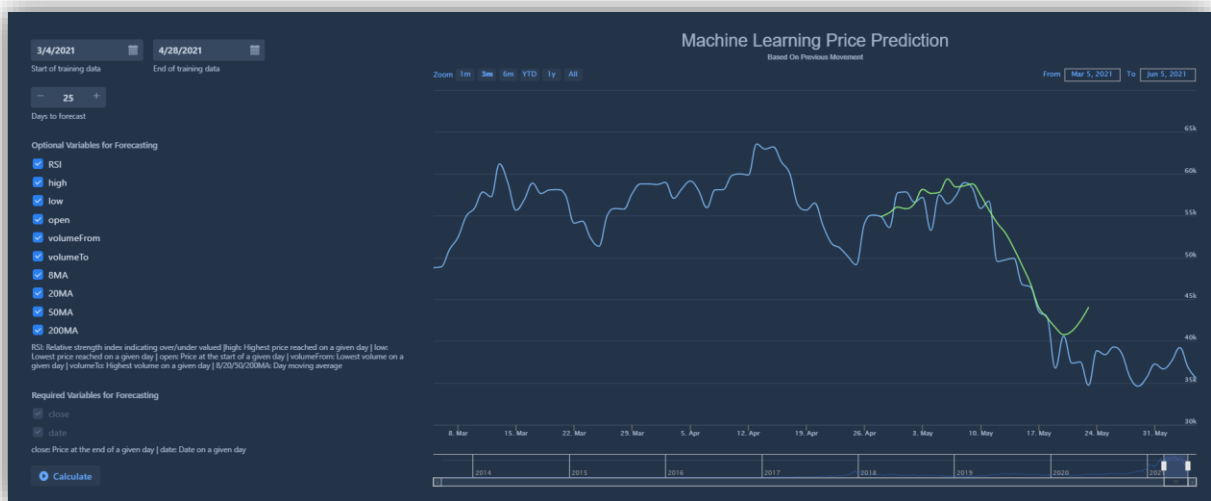 3/4/2021
4/28/2021
Start of training data
End of training data
− 25 +
Days to forecast
Optional Variables for Forecasting
RSI
high
low
open
volumeFrom
volumeTo
8MA
20MA
50MA
200MA
RSI: Relative strength index indicating over/under valued |high: Highest price reached on a given day | low:
Lowest price reached on a given day | open: Price at the start of a given day | volumeFrom: Lowest volume on a
given day | volumeTo: Highest volume on a given day | 8/20/50/200MA: Day moving average
Required Variables for Forecasting
close
date
close: Price at the end of a given day | date: Date on a given day
Calculate
Machine Learning Price Prediction
Based On Previous Movement
Zoom 1m 3m 6m YTD 1y All
From Mar 5, 2021 To Jun 5, 2021
65k
60k
55k
50k
45k
40k
35k
30k
8. Mar 15. Mar 22. Mar 29. Mar 5. Apr 12. Apr 19. Apr 26. Apr 3. May 10. May 17. May 24. May 31. May
2014 2015 2016 2017 2018 2019 2020 202